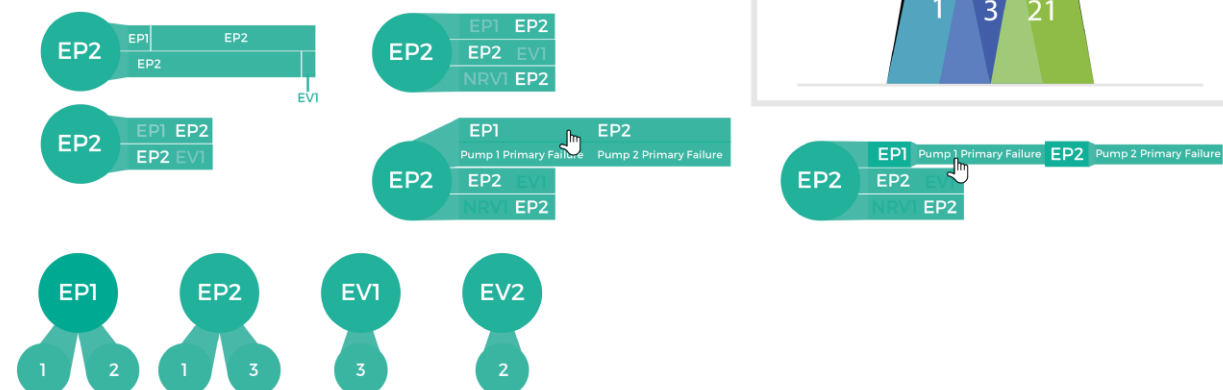 EP2
EP1 EP2
EP2
EV1
EP2
EP1 EP2
EP2 EV1
NRV1 EP2
1 3 21
EP2
EP1 EP2
EP2 EV1
EP2
EP1 EP2
Pump 1 Primary Failure Pump 2 Primary Failure
EP2 EV1
NRV1 EP2
EP2
EP1 Pump 1 Primary Failure EP2 Pump 2 Primary Failure
EP2 EV1
NRV1 EP2
EP1 EP2 EV1 EV2
1 2 1 3 3 2